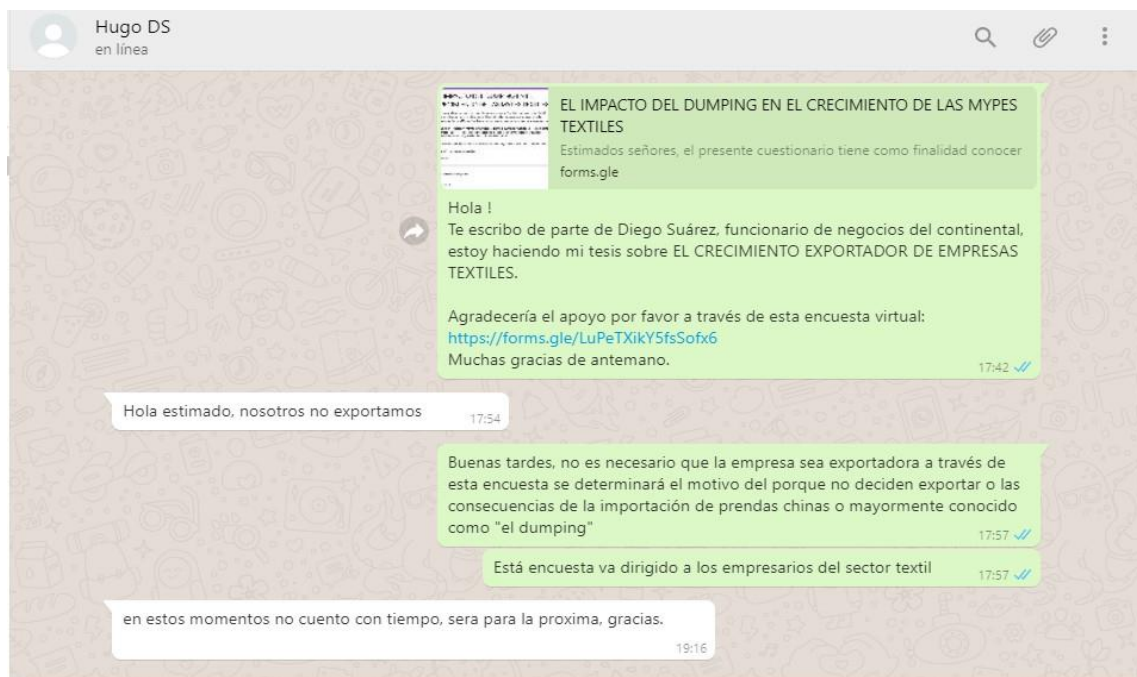 Hugo DS
en línea
EL IMPACTO DEL DUMPING EN EL CRECIMIENTO DE LAS MYPES
TEXTILES
Estimados señores, el presente cuestionario tiene como finalidad conocer
forms.gle
Hola !
Te escribo de parte de Diego Suárez, funcionario de negocios del continental,
estoy haciendo mi tesis sobre EL CRECIMIENTO EXPORTADOR DE EMPRESAS
TEXTILES.
Agradecería el apoyo por favor a través de esta encuesta virtual:
https://forms.gle/LuPeTXikY5fsSofx6
Muchas gracias de antemano.
17:42
Hola estimado, nosotros no exportamos
17:54
Buenas tardes, no es necesario que la empresa sea exportadora a través de
esta encuesta se determinará el motivo del porque no deciden exportar o las
consecuencias de la importación de prendas chinas o mayormente conocido
como "el dumping"
17:57
Está encuesta va dirigido a los empresarios del sector textil
17:57
en estos momentos no cuento con tiempo, sera para la proxima, gracias.
19:16